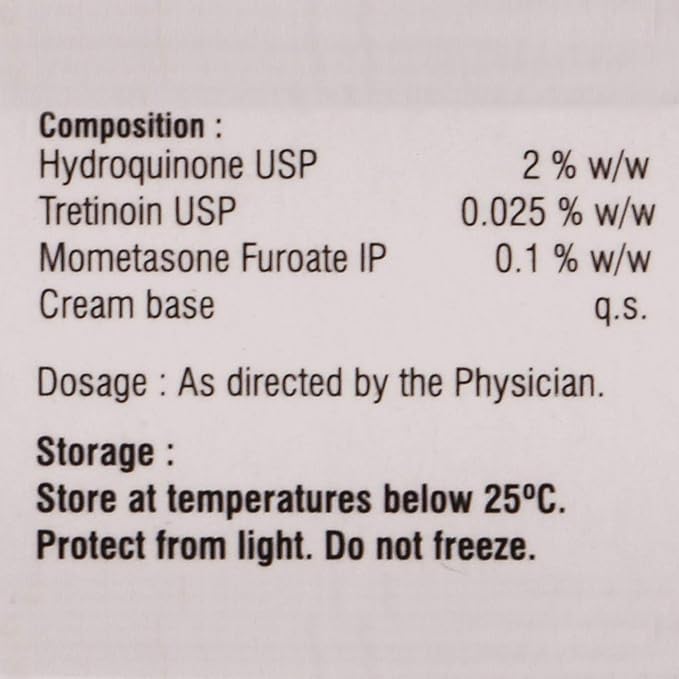 Composition :
Hydroquinone USP 2 % w/w
Tretinoin USP 0.025 % w/w
Mometasone Furoate IP 0.1 % w/w
Cream base q.s.
Dosage : As directed by the Physician.
Storage :
Store at temperatures below 25ºC.
Protect from light. Do not freeze.